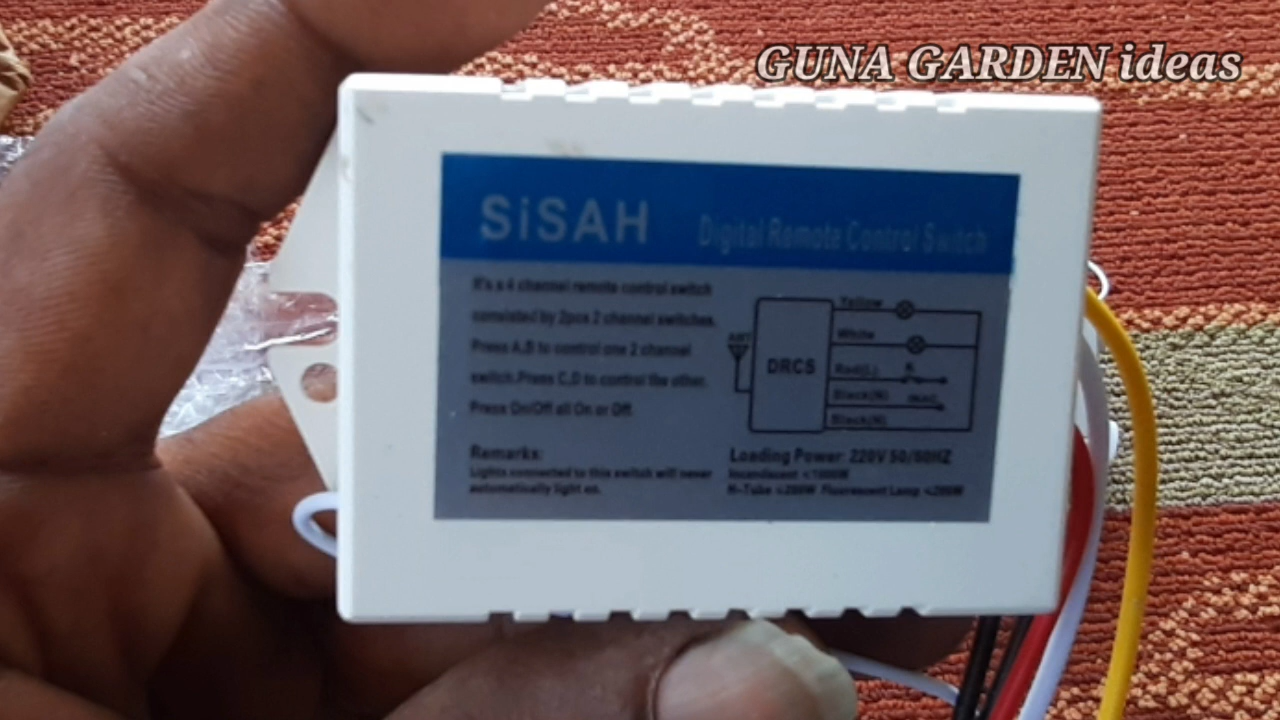 GUNA GARDEN ideas
SiSAH
Digital Remote Control Switch
It's a 4 channel remote control switch
consisted by 2pcs 2 channel switches.
Press A,B to control one 2 channel
switch.Press C,D to control the other.
Press On/Off all On or Off.
Remarks:
Lights connected to this switch will never
automatically light on.
ANT
DRCS
Yellow
White
Red(L)
Black(N)
Black(N)
Loading Power: 220V 50/60HZ
Incandescent <1000W
H-Tube <200W Fluorescent Lamp <200W